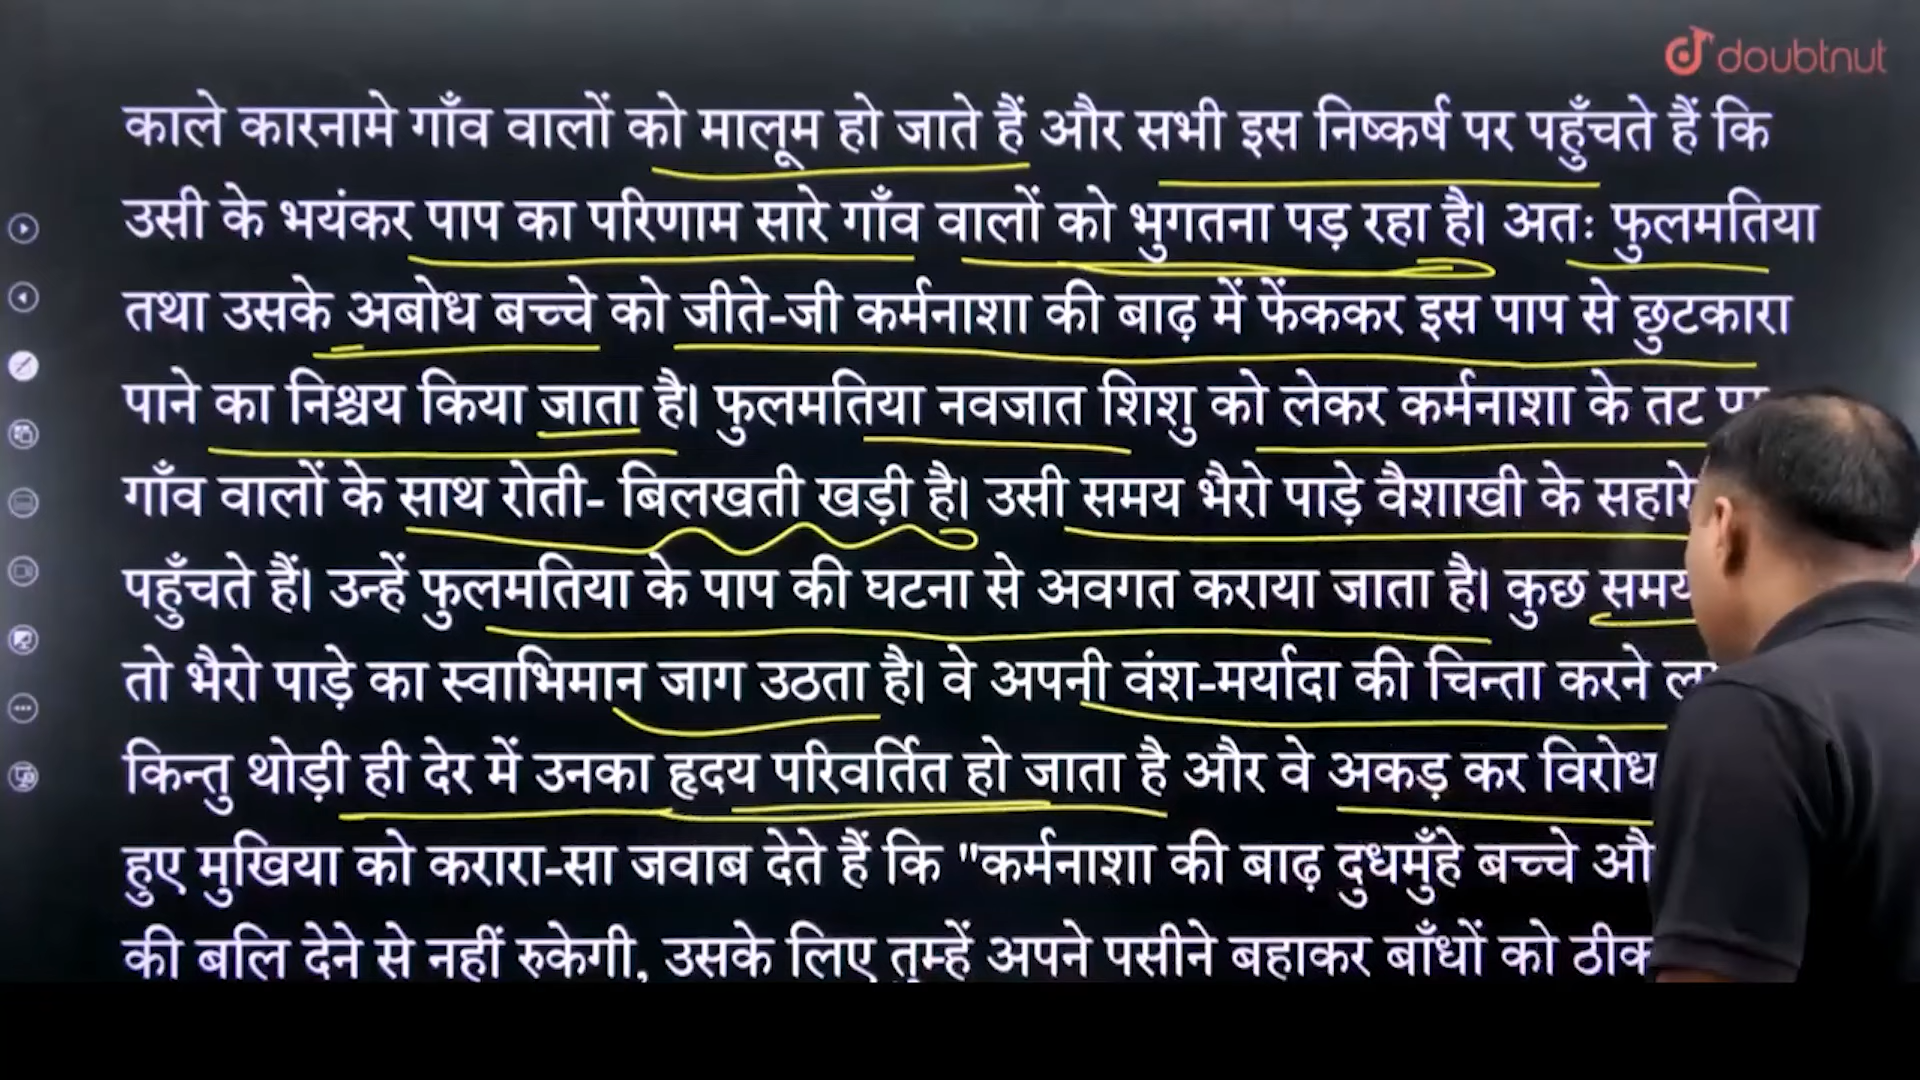 doubtnut
काले कारनामे गाँव वालों को मालूम हो जाते हैं और सभी इस निष्कर्ष पर पहुँचते हैं कि
उसी के भयंकर पाप का परिणाम सारे गाँव वालों को भुगतना पड़ रहा है। अतः फुलमतिया
तथा उसके अबोध बच्चे को जीते-जी कर्मनाशा की बाढ़ में फेंककर इस पाप से छुटकारा
पाने का निश्चय किया जाता है। फुलमतिया नवजात शिशु को लेकर कर्मनाशा के तट
गाँव वालों के साथ रोती- बिलखती खड़ी है। उसी समय भैरो पाड़े वैशाखी के सहारे
पहुँचते हैं। उन्हें फुलमतिया के पाप की घटना से अवगत कराया जाता है। कुछ समय
तो भैरो पाड़े का स्वाभिमान जाग उठता है। वे अपनी वंश-मर्यादा की चिन्ता करने
किन्तु थोड़ी ही देर में उनका हृदय परिवर्तित हो जाता है और वे अकड़ कर विरोध
हुए मुखिया को करारा-सा जवाब देते हैं कि "कर्मनाशा की बाढ़ दुधमुँहे बच्चे
की बलि देने से नहीं रुकेगी, उसके लिए तुम्हें अपने पसीने बहाकर बाँधों को ठीक